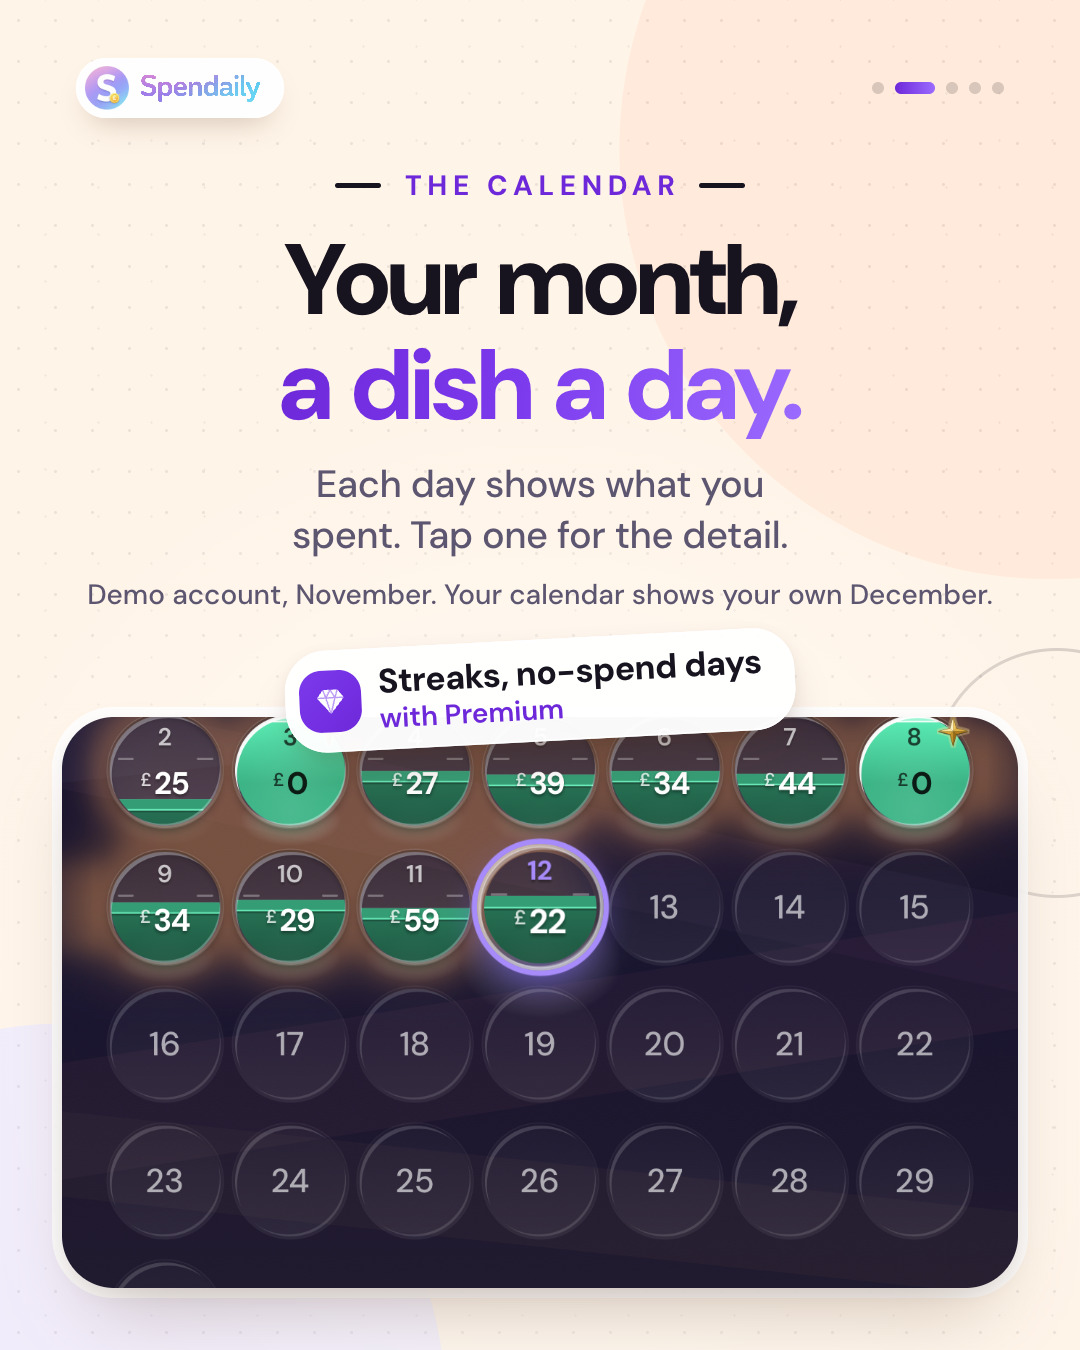 Spendaily
THE CALENDAR
Your month,
a dish a day.
Each day shows what you
spent. Tap one for the detail.
Demo account, November. Your calendar shows your own December.
Streaks, no-spend days
with Premium
2 3 6 7 8
£25 £0 £27 £39 £34 £44 £0
9 10 11 12 13 14 15
£34 £29 £59 £22
16 17 18 19 20 21 22
23 24 25 26 27 28 29